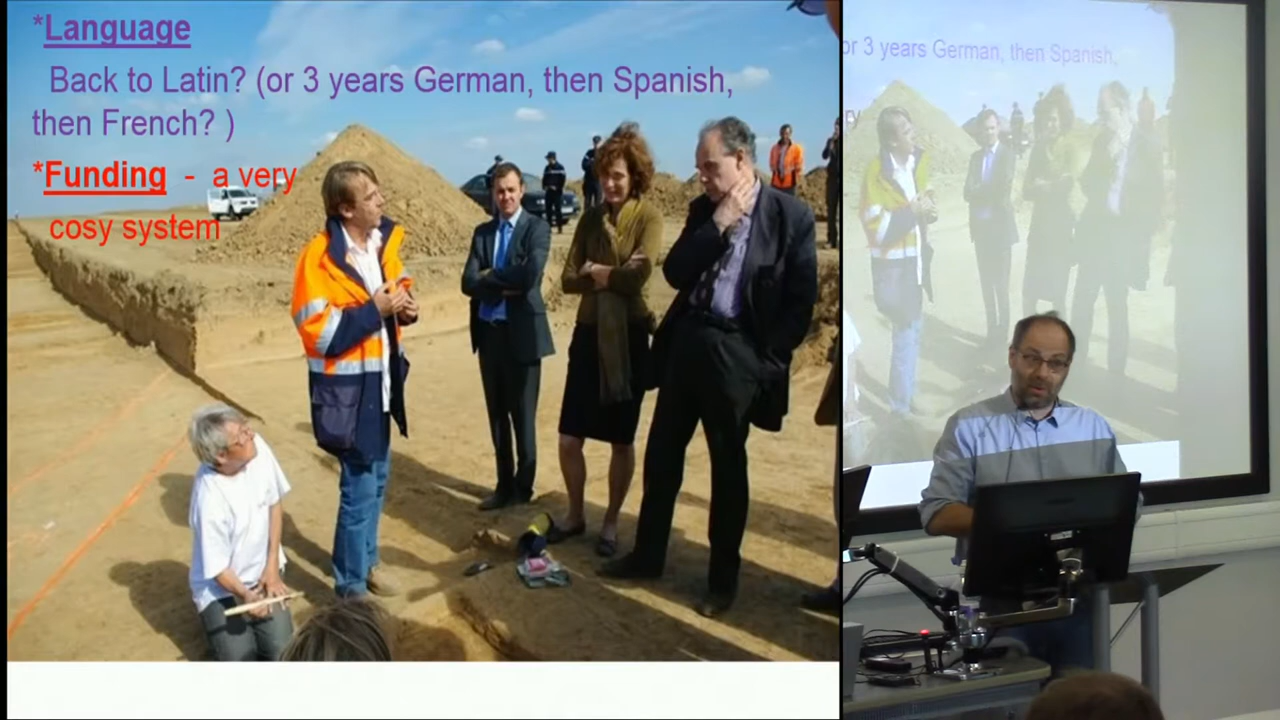 *Language
Back to Latin? (or 3 years German, then Spanish,
then French? )
*Funding - a very
cosy system
or 3 years German, then Spanish,
ry